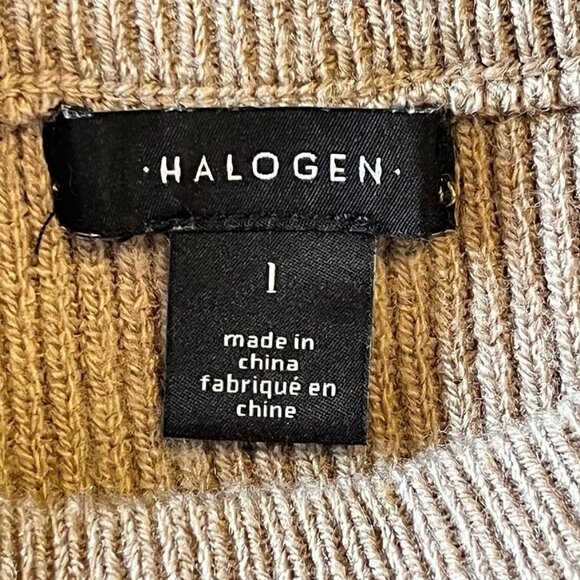 ·HALOGEN·
l
made in
china
fabriqué en
chine